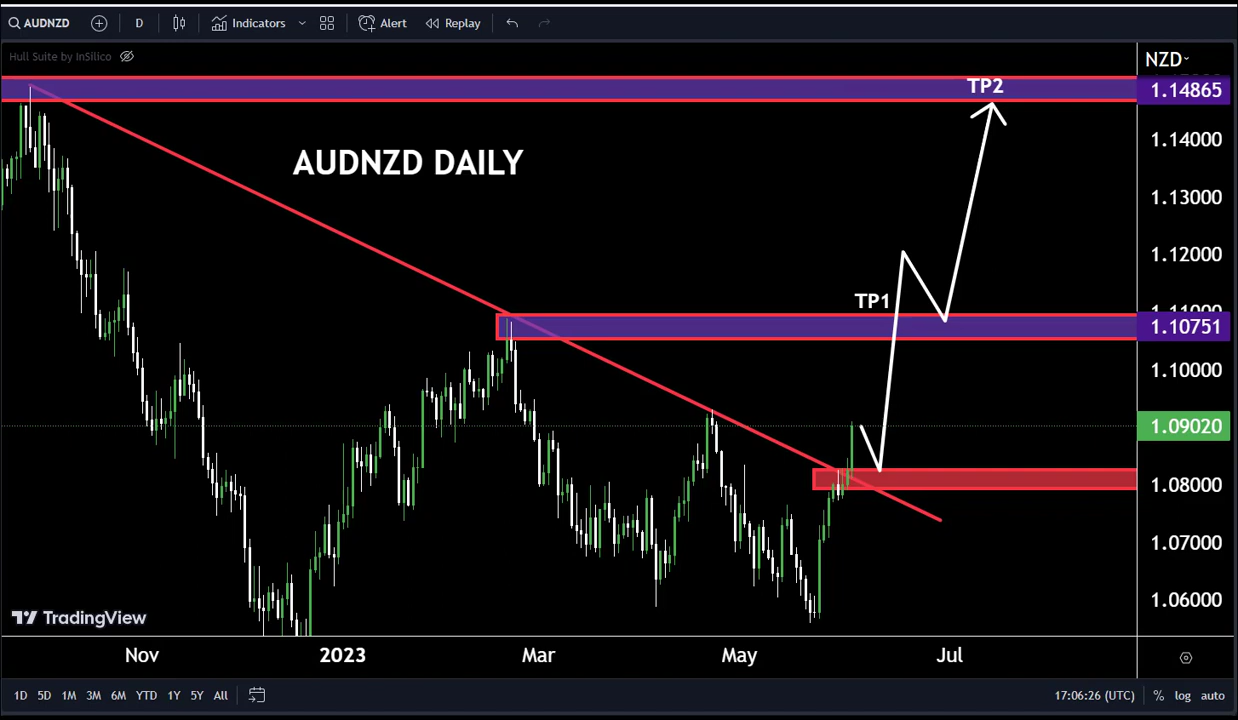 AUDNZD D Indicators Alert Replay
Hull Suite by InSilico
NZD
TP2
1.14865
1.14000
AUDNZD DAILY
1.13000
1.12000
TP1
1.11000
1.10751
1.10000
1.09020
1.08000
1.07000
1.06000
TradingView
Nov 2023 Mar May Jul
1D 5D 1M 3M 6M YTD 1Y 5Y All 17:06:26 (UTC) % log auto